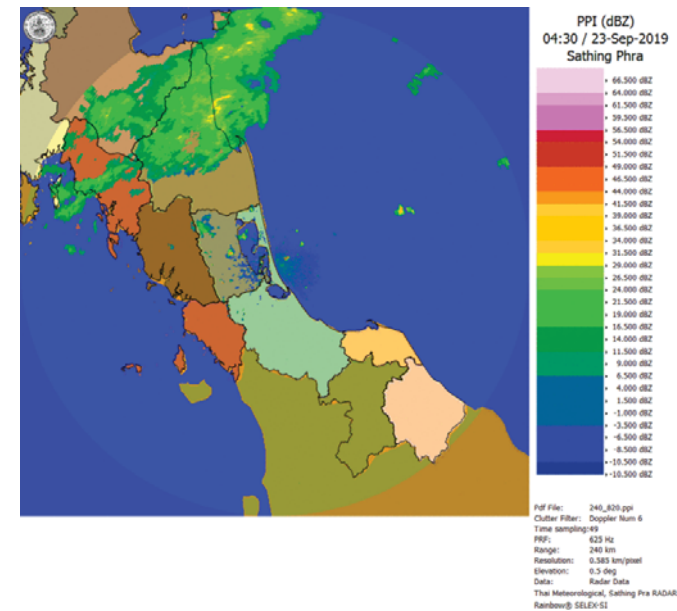 PPI (dBZ)
04:30 / 23-Sep-2019
Sathing Phra
66.500 dBZ
64.000 dBZ
61.500 dBZ
59.500 dBZ
56.500 dBZ
54.000 dBZ
51.500 dBZ
49.000 dBZ
46.500 dBZ
44.000 dBZ
41.500 dBZ
39.000 dBZ
36.500 dBZ
34.000 dBZ
31.500 dBZ
29.000 dBZ
26.500 dBZ
24.000 dBZ
21.500 dBZ
19.000 dBZ
16.500 dBZ
14.000 dBZ
11.500 dBZ
9.000 dBZ
6.500 dBZ
4.000 dBZ
1.500 dBZ
-1.000 dBZ
-3.500 dBZ
-6.500 dBZ
-8.500 dBZ
-10.500 dBZ
-10.500 dBZ
Pdf File: 240_820.ppi
Clutter Filter: Doppler Num 6
Time sampling:49
PRF: 625 Hz
Range: 240 km
Resolution: 0.585 km/pixel
Elevation: 0.5 deg
Data: Radar Data
Thai Meteorological, Sathing Pra RADAR
Rainbow® SELEX-SI